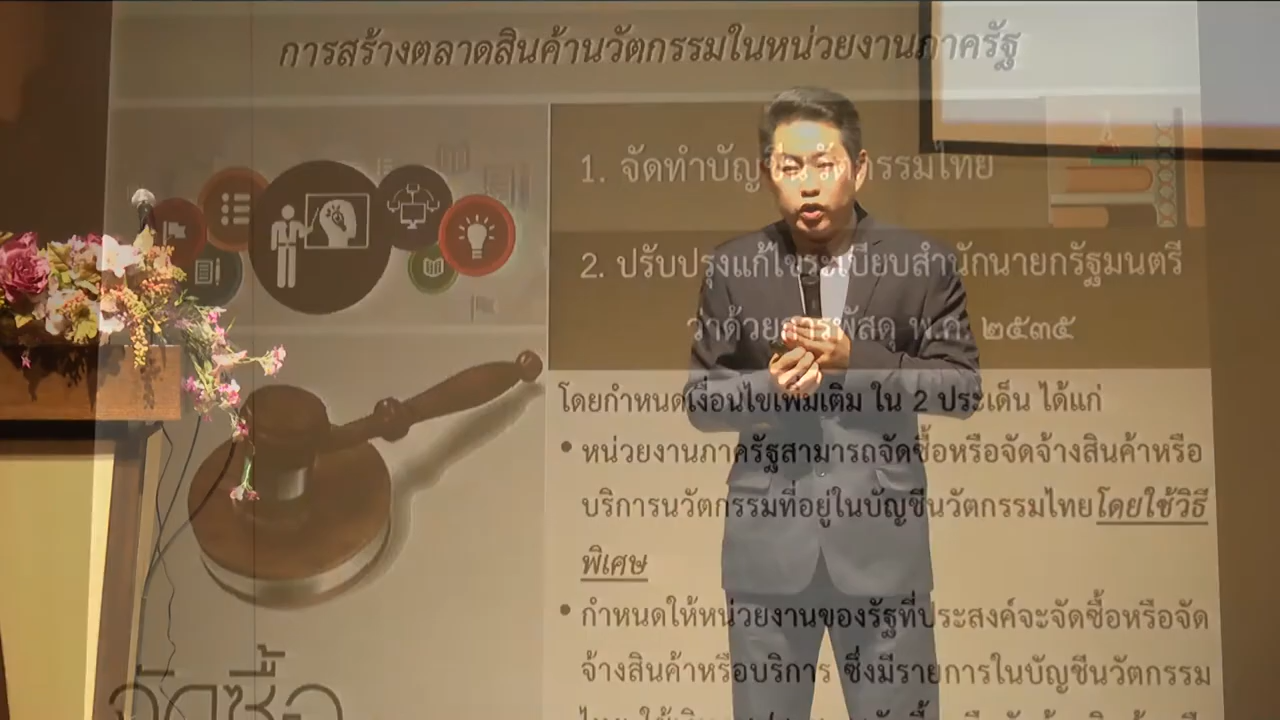 การสร้างตลาดสินค้านวัตกรรมในหน่วยงานภาครัฐ
1. จัดทำบัญชีนวัตกรรมไทย
2. ปรับปรุงแก้ไขระเบียบสำนักนายกรัฐมนตรี
ว่าด้วยการพัสดุ พ.ศ. ๒๕๓๕
โดยกำหนดเงื่อนไขเพิ่มเติม ใน 2 ประเด็น ได้แก่
• หน่วยงานภาครัฐสามารถจัดซื้อหรือจัดจ้างสินค้าหรือ
บริการนวัตกรรมที่อยู่ในบัญชีนวัตกรรมไทยโดยใช้วิธี
พิเศษ
• กำหนดให้หน่วยงานของรัฐที่ประสงค์จะจัดซื้อหรือจัด
จ้างสินค้าหรือบริการ ซึ่งมีรายการในบัญชีนวัตกรรม
จัดซื้อ